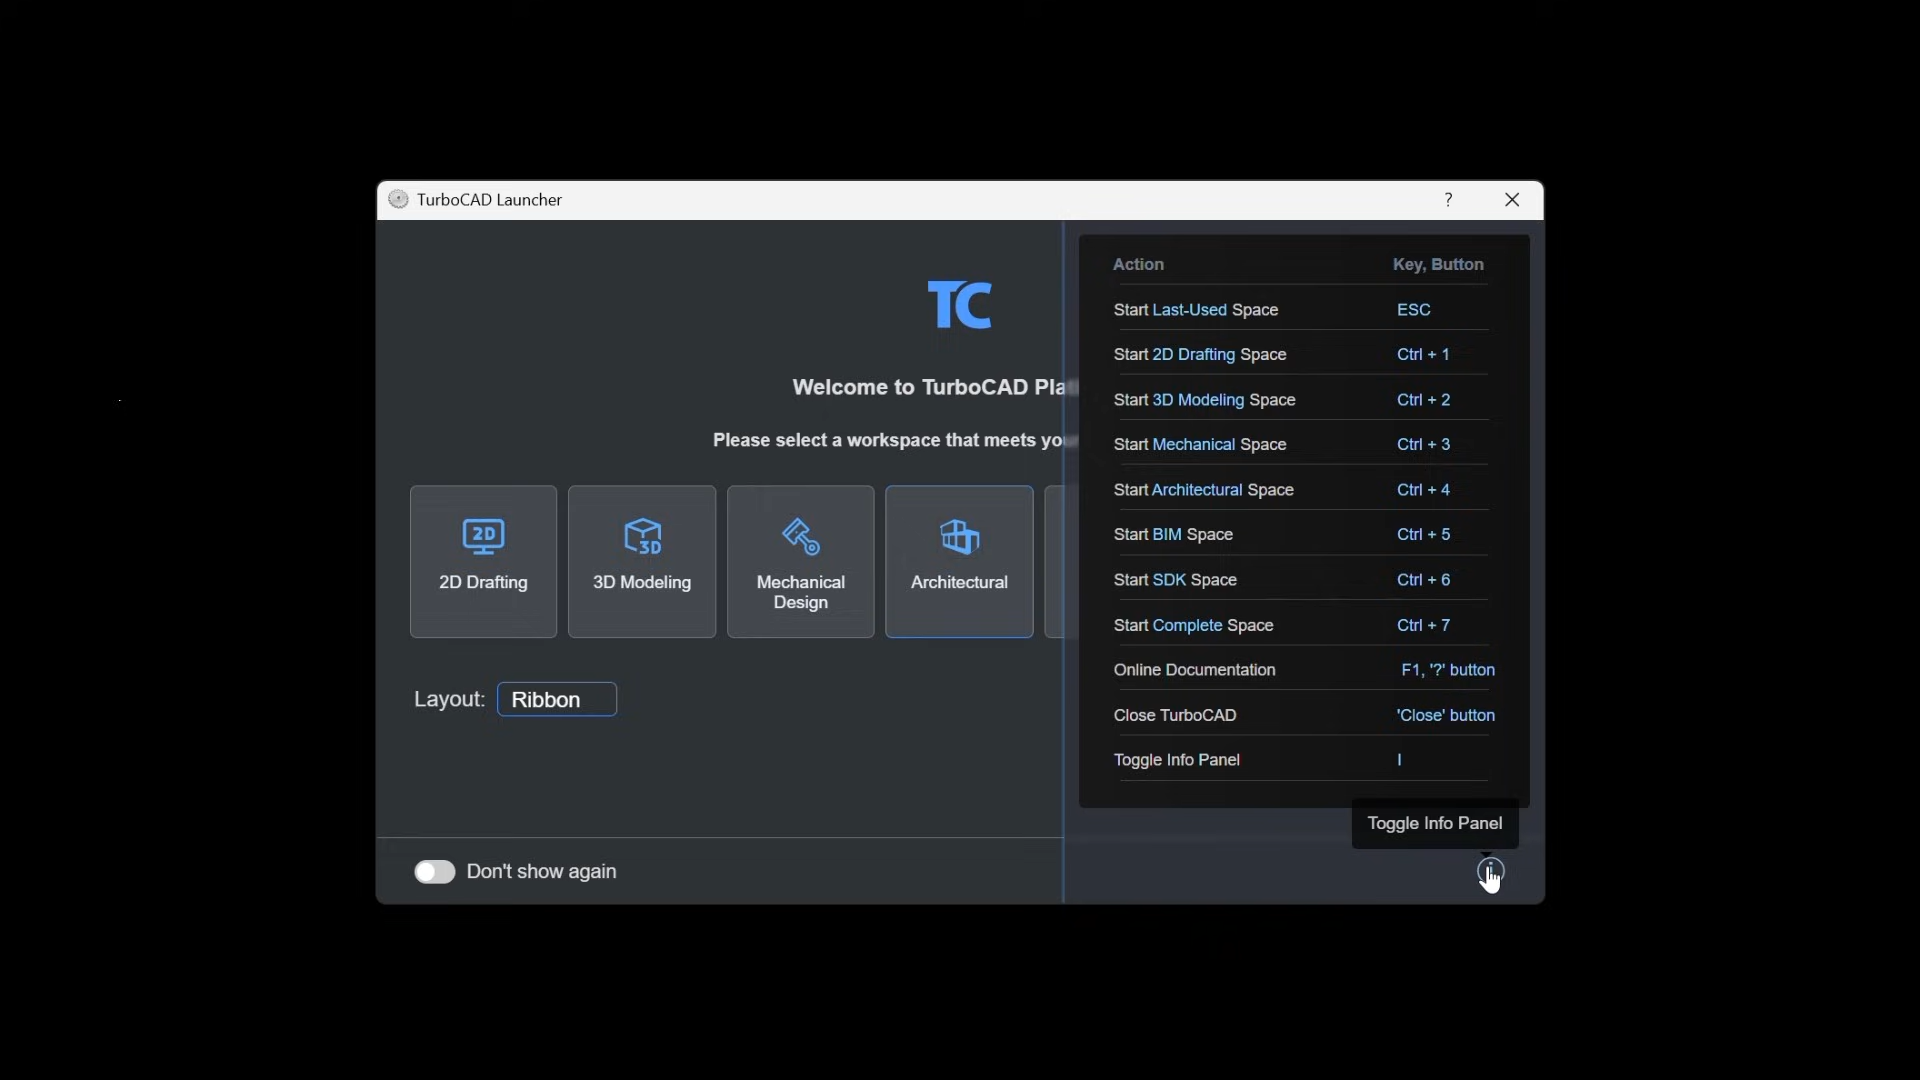 TurboCAD Launcher
?
TC
Welcome to TurboCAD
Please select a workspace that meets
2D
2D Drafting
3D
3D Modeling
Mechanical
Design
Architectural
Layout: Ribbon
Don't show again
Action Key, Button
Start Last-Used Space ESC
Start 2D Drafting Space Ctrl + 1
Start 3D Modeling Space Ctrl + 2
Start Mechanical Space Ctrl + 3
Start Architectural Space Ctrl + 4
Start BIM Space Ctrl + 5
Start SDK Space Ctrl + 6
Start Complete Space Ctrl + 7
Online Documentation F1, '?' button
Close TurboCAD 'Close' button
Toggle Info Panel I
Toggle Info Panel